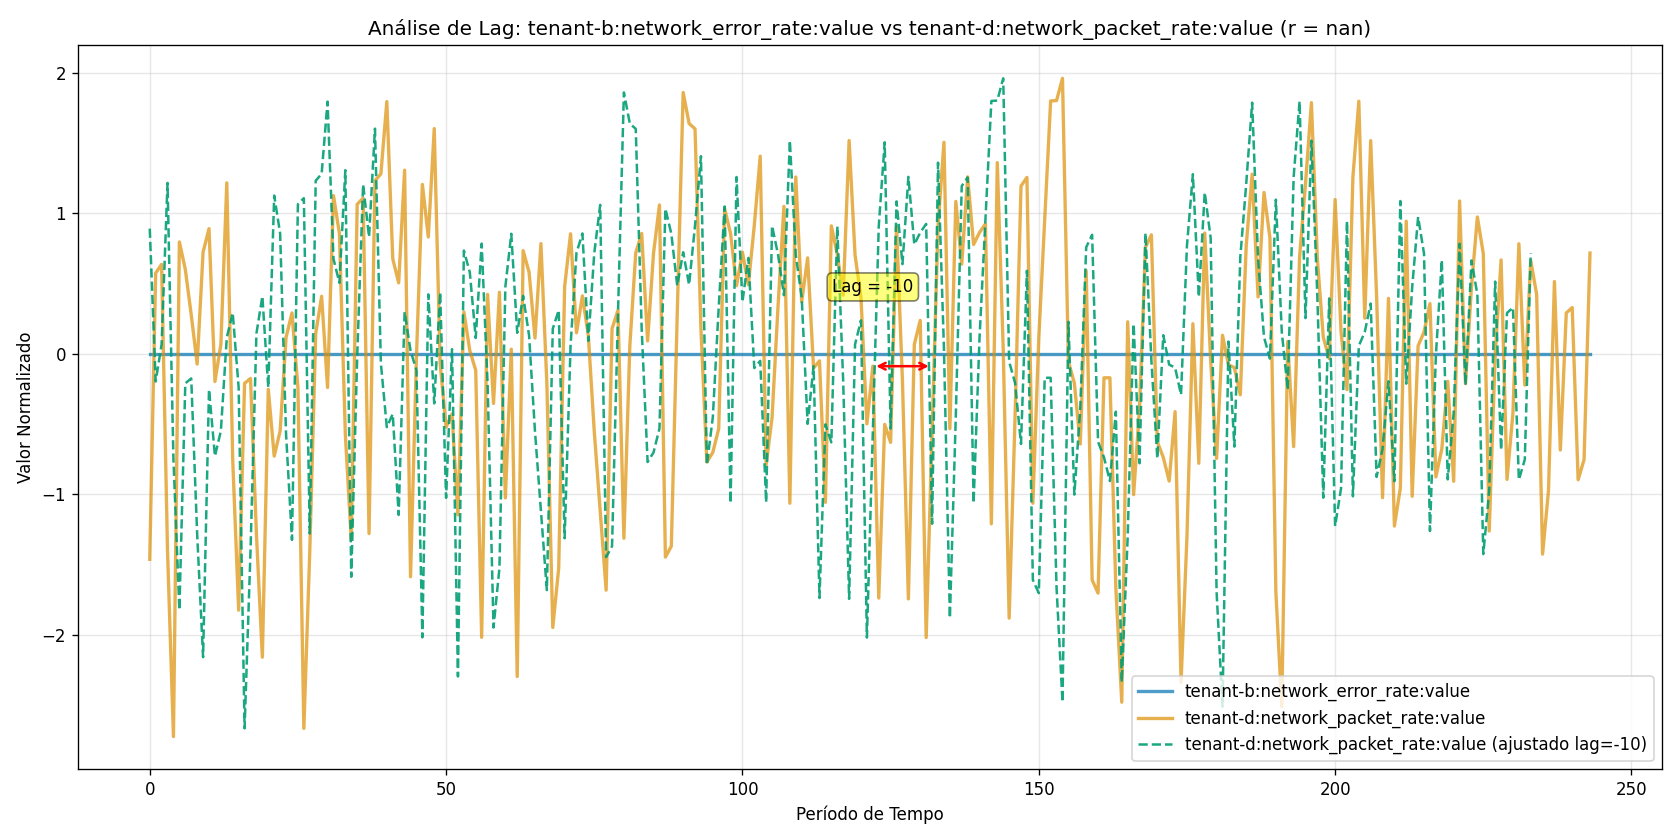 Análise de Lag: tenant-b:network_error_rate:value vs tenant-d:network_packet_rate:value (r = nan)
Valor Normalizado
2
1
0
−1
−2
Lag = -10
tenant-b:network_error_rate:value
tenant-d:network_packet_rate:value
tenant-d:network_packet_rate:value (ajustado lag=-10)
0 50 100 150 200 250
Período de Tempo